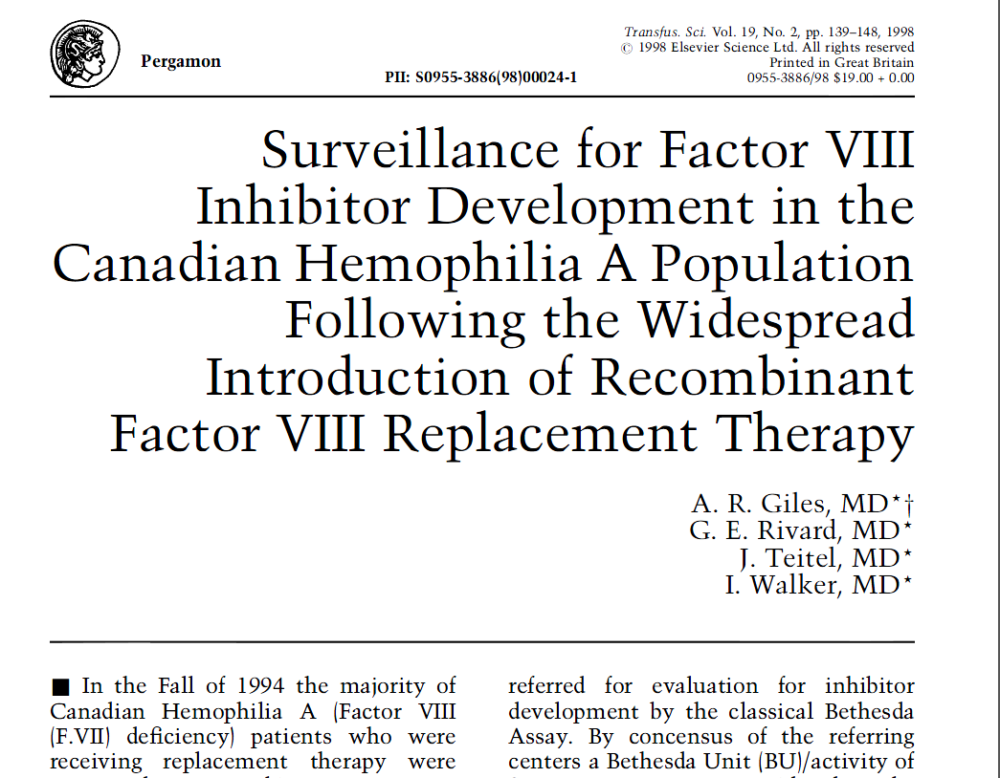 Pergamon
PII: S0955-3886(98)00024-1
Transfus. Sci. Vol. 19, No. 2, pp. 139–148, 1998
© 1998 Elsevier Science Ltd. All rights reserved
Printed in Great Britain
0955-3886/98 $19.00 + 0.00
Surveillance for Factor VIII
Inhibitor Development in the
Canadian Hemophilia A Population
Following the Widespread
Introduction of Recombinant
Factor VIII Replacement Therapy
A. R. Giles, MD*†
G. E. Rivard, MD*
J. Teitel, MD*
I. Walker, MD*
■ In the Fall of 1994 the majority of
Canadian Hemophilia A (Factor VIII
(F.VII) deficiency) patients who were
receiving replacement therapy were
referred for evaluation for inhibitor
development by the classical Bethesda
Assay. By concensus of the referring
centers a Bethesda Unit (BU)/activity of